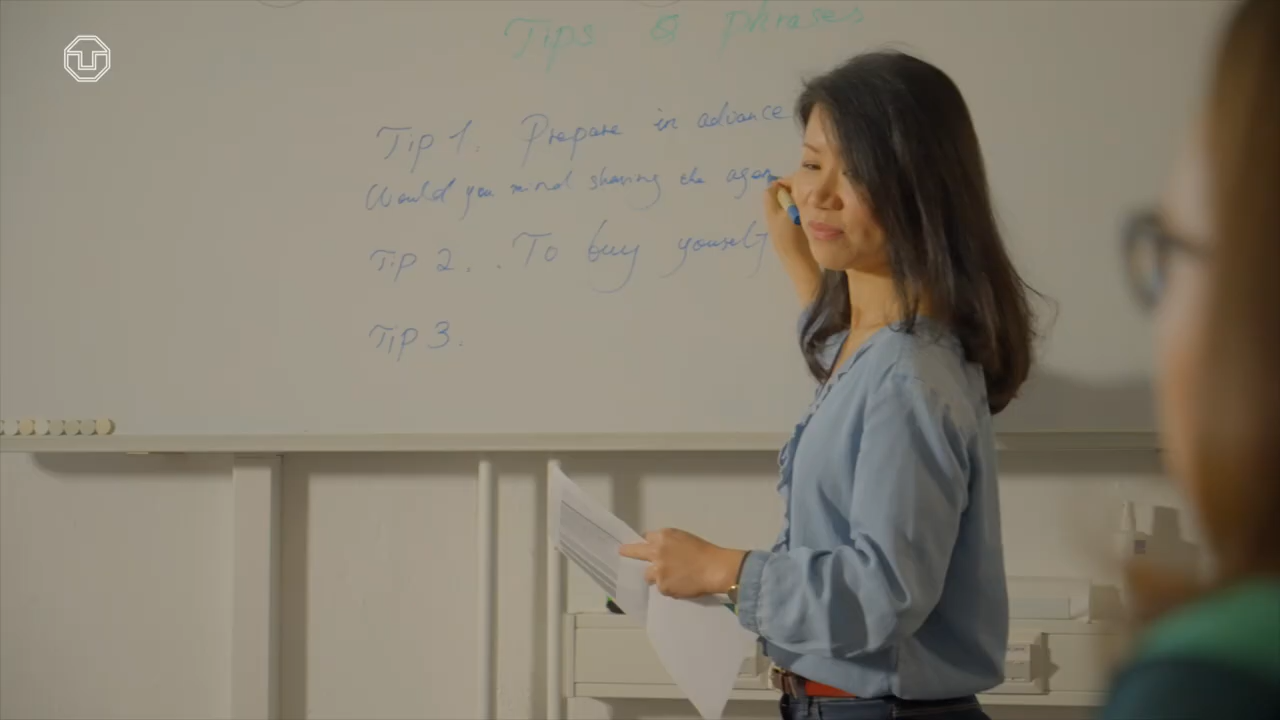 Tips & Phrases
Tip 1. Prepare in advance
Would you mind sharing the agen
Tip 2. . To buy yourself
Tip 3.